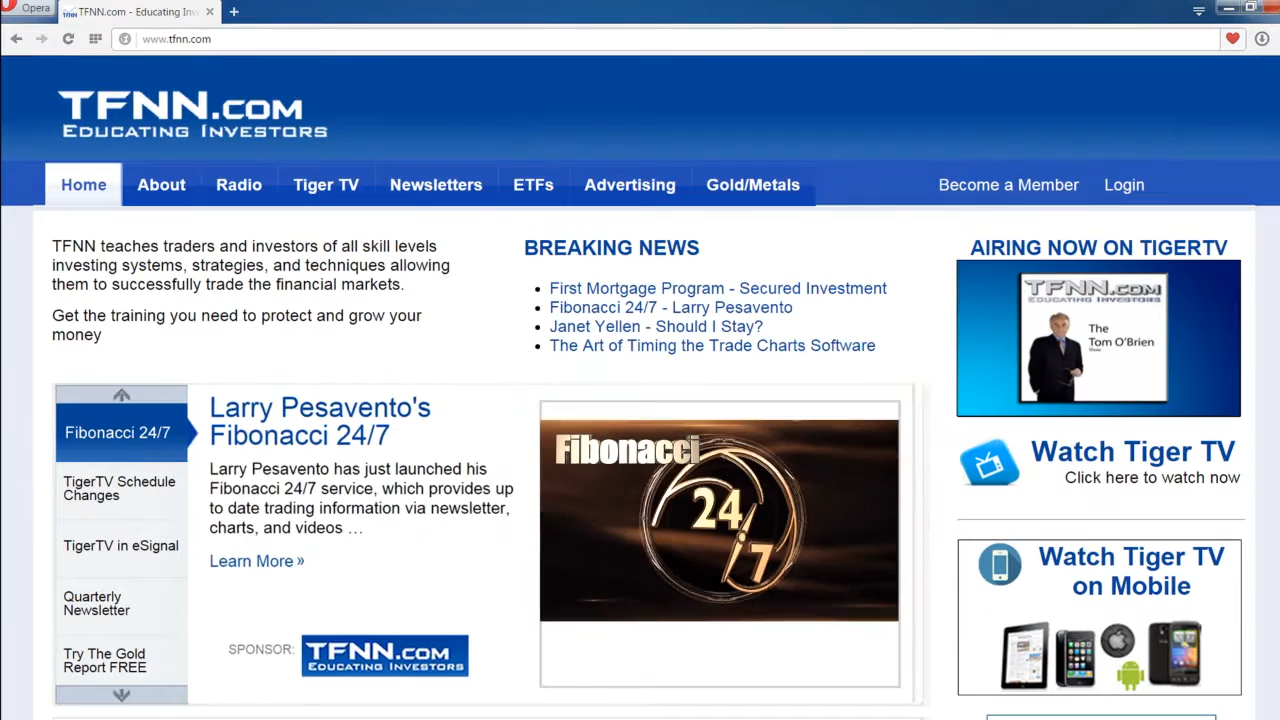 Opera
TFNN.com - Educating Inv
www.tfnn.com
TFNN.COM
EDUCATING INVESTORS
Home
About
Radio
Tiger TV
Newsletters
ETFs
Advertising
Gold/Metals
Become a Member
Login
TFNN teaches traders and investors of all skill levels
investing systems, strategies, and techniques allowing
them to successfully trade the financial markets.
Get the training you need to protect and grow your
money
BREAKING NEWS
First Mortgage Program - Secured Investment
Fibonacci 24/7 - Larry Pesavento
Janet Yellen - Should I Stay?
The Art of Timing the Trade Charts Software
AIRING NOW ON TIGERTV
TFNN.COM
EDUCATING INVESTORS
The
Tom O'Brien
Show
Watch Tiger TV
Click here to watch now
Watch Tiger TV
on Mobile
Fibonacci 24/7
TigerTV Schedule
Changes
TigerTV in eSignal
Quarterly
Newsletter
Try The Gold
Report FREE
Larry Pesavento's
Fibonacci 24/7
Larry Pesavento has just launched his
Fibonacci 24/7 service, which provides up
to date trading information via newsletter,
charts, and videos …
Learn More »
SPONSOR:
TFNN.COM
EDUCATING INVESTORS
Fibonacci
24/7